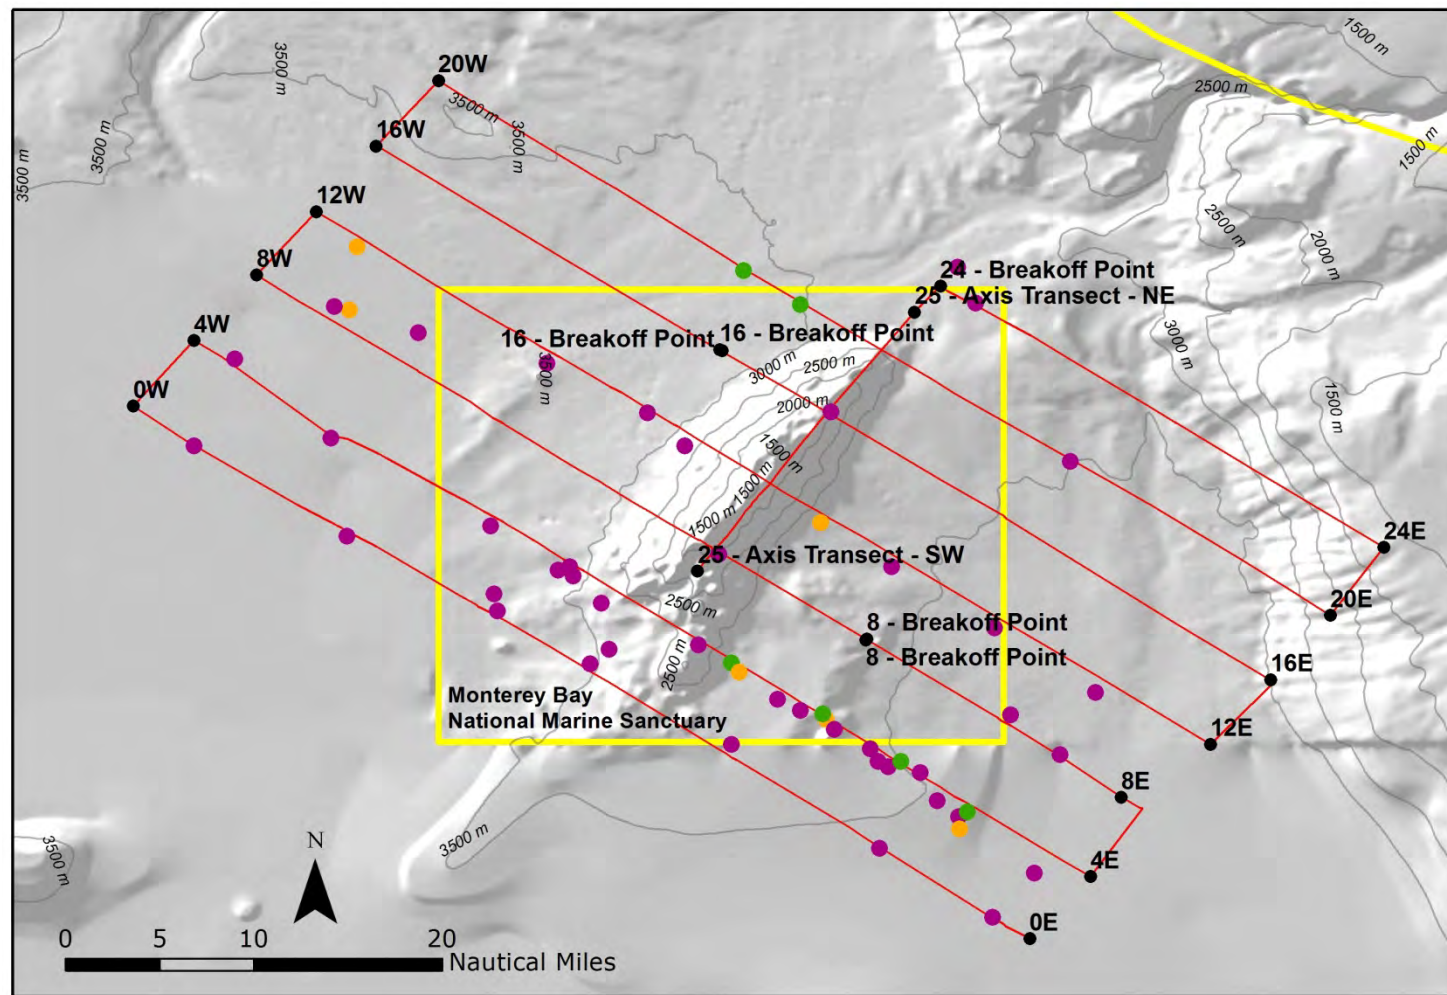 1500 m
3500 m
20W
2500 m
3500 m
3500 m
3500 m
16W
1500 m
3500 m
12W
2500 m
2000 m
8W
24 - Breakoff Point
25 - Axis Transect - NE
4W
16 - Breakoff Point
16 - Breakoff Point
3000 m
3500 m
3000 m
2500 m
0W
2000 m
1500 m
1500 m
1500 m
1500 m
25 - Axis Transect - SW
24E
2500 m
20E
8 - Breakoff Point
8 - Breakoff Point
2500 m
16E
Monterey Bay
National Marine Sanctuary
12E
8E
3500 m
3500 m
N
4E
0E
0 5 10 20
Nautical Miles